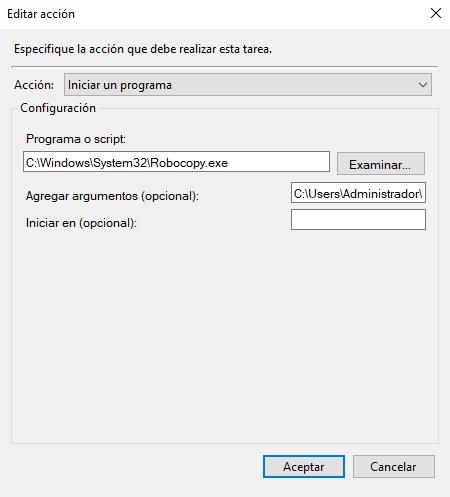 Editar acción
Especifique la acción que debe realizar esta tarea.
Acción: Iniciar un programa
Configuración
Programa o script:
C:\Windows\System32\Robocopy.exe Examinar...
Agregar argumentos (opcional): C:\Users\Administrador\
Iniciar en (opcional):
Aceptar Cancelar